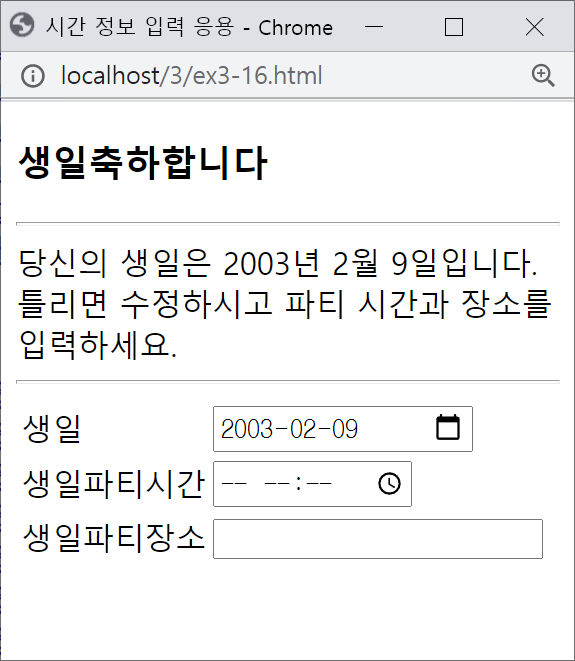 시간 정보 입력 응용 - Chrome
localhost/3/ex3-16.html
생일축하합니다
당신의 생일은 2003년 2월 9일입니다.
틀리면 수정하시고 파티 시간과 장소를
입력하세요.
생일 2003-02-09
생일파티시간 -- --:--
생일파티장소